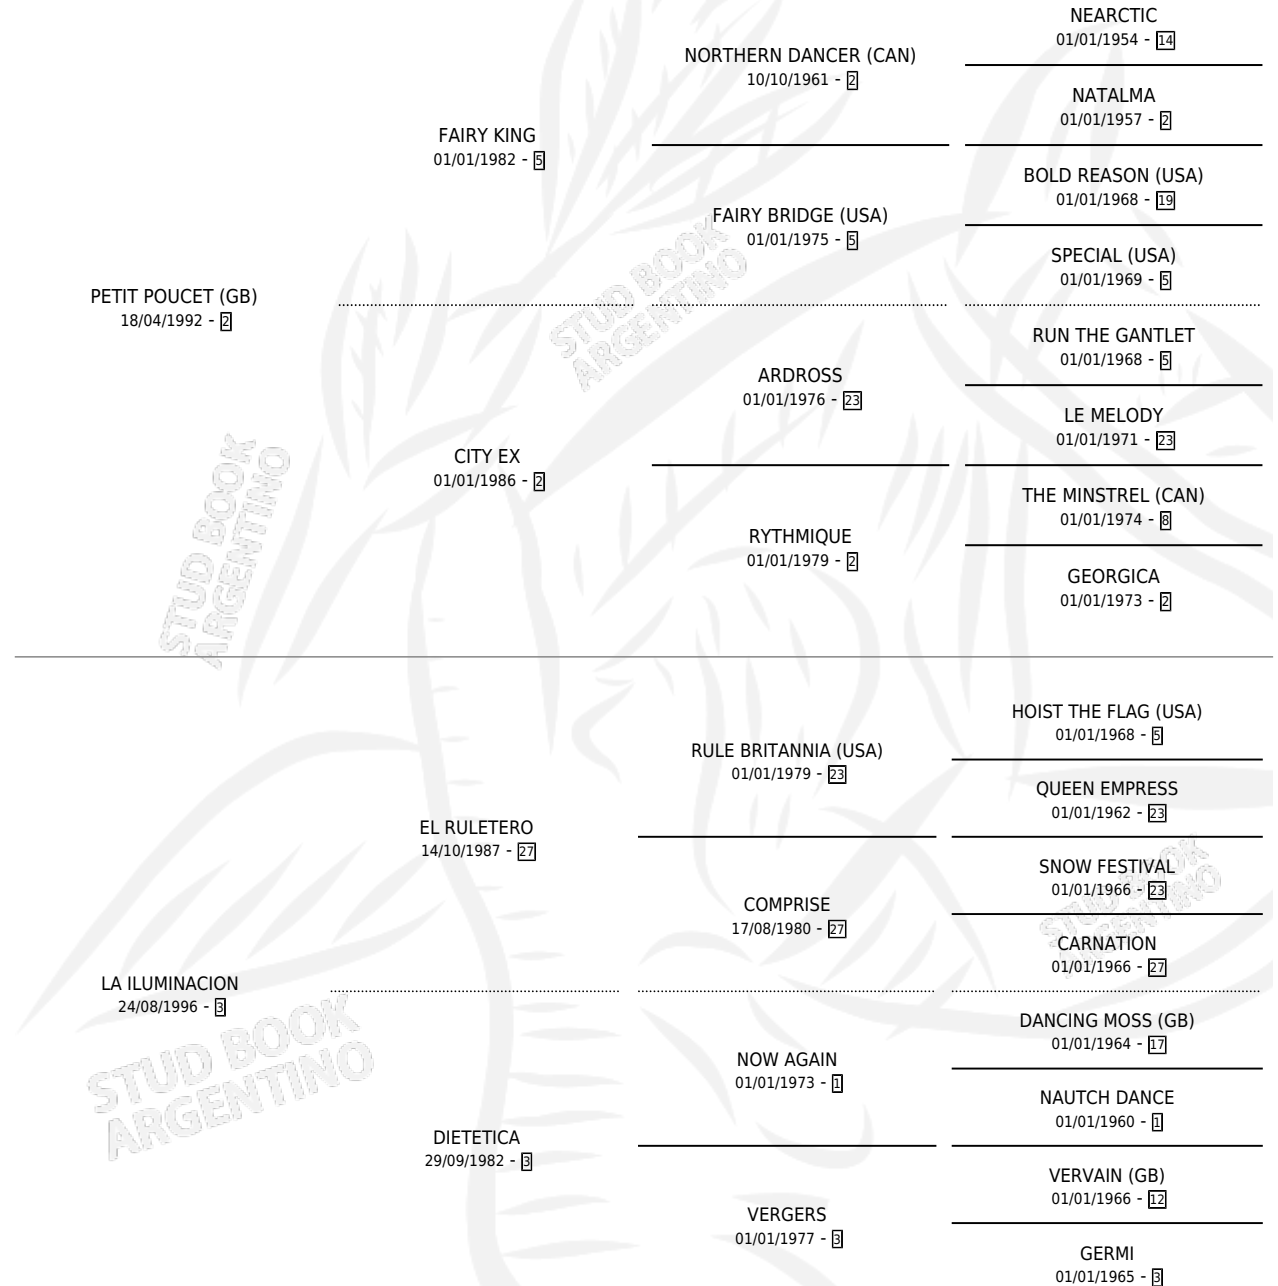 NEARCTIC
01/01/1954 - 14
NORTHERN DANCER (CAN)
10/10/1961 - 2
NATALMA
01/01/1957 - 2
FAIRY KING
01/01/1982 - 5
BOLD REASON (USA)
01/01/1968 - 19
FAIRY BRIDGE (USA)
01/01/1975 - 5
SPECIAL (USA)
01/01/1969 - 5
PETIT POUCET (GB)
18/04/1992 - 2
STUD BOOK
ARGENTINO
RUN THE GANTLET
01/01/1968 - 5
ARDROSS
01/01/1976 - 23
LE MELODY
01/01/1971 - 23
CITY EX
01/01/1986 - 2
THE MINSTREL (CAN)
01/01/1974 - 8
RYTHMIQUE
01/01/1979 - 2
GEORGICA
01/01/1973 - 2
STUD BOOK
ARGENTINO
HOIST THE FLAG (USA)
01/01/1968 - 5
RULE BRITANNIA (USA)
01/01/1979 - 23
QUEEN EMPRESS
01/01/1962 - 23
EL RULETERO
14/10/1987 - 27
SNOW FESTIVAL
01/01/1966 - 23
STUD BOOK
ARGENTINO
COMPRISE
17/08/1980 - 27
CARNATION
01/01/1966 - 27
LA ILUMINACION
24/08/1996 - 3
STUD BOOK
ARGENTINO
DANCING MOSS (GB)
01/01/1964 - 17
NOW AGAIN
01/01/1973 - 1
NAUTCH DANCE
01/01/1960 - 1
DIETETICA
29/09/1982 - 3
VERVAIN (GB)
01/01/1966 - 12
VERGERS
01/01/1977 - 3
GERMI
01/01/1965 - 3